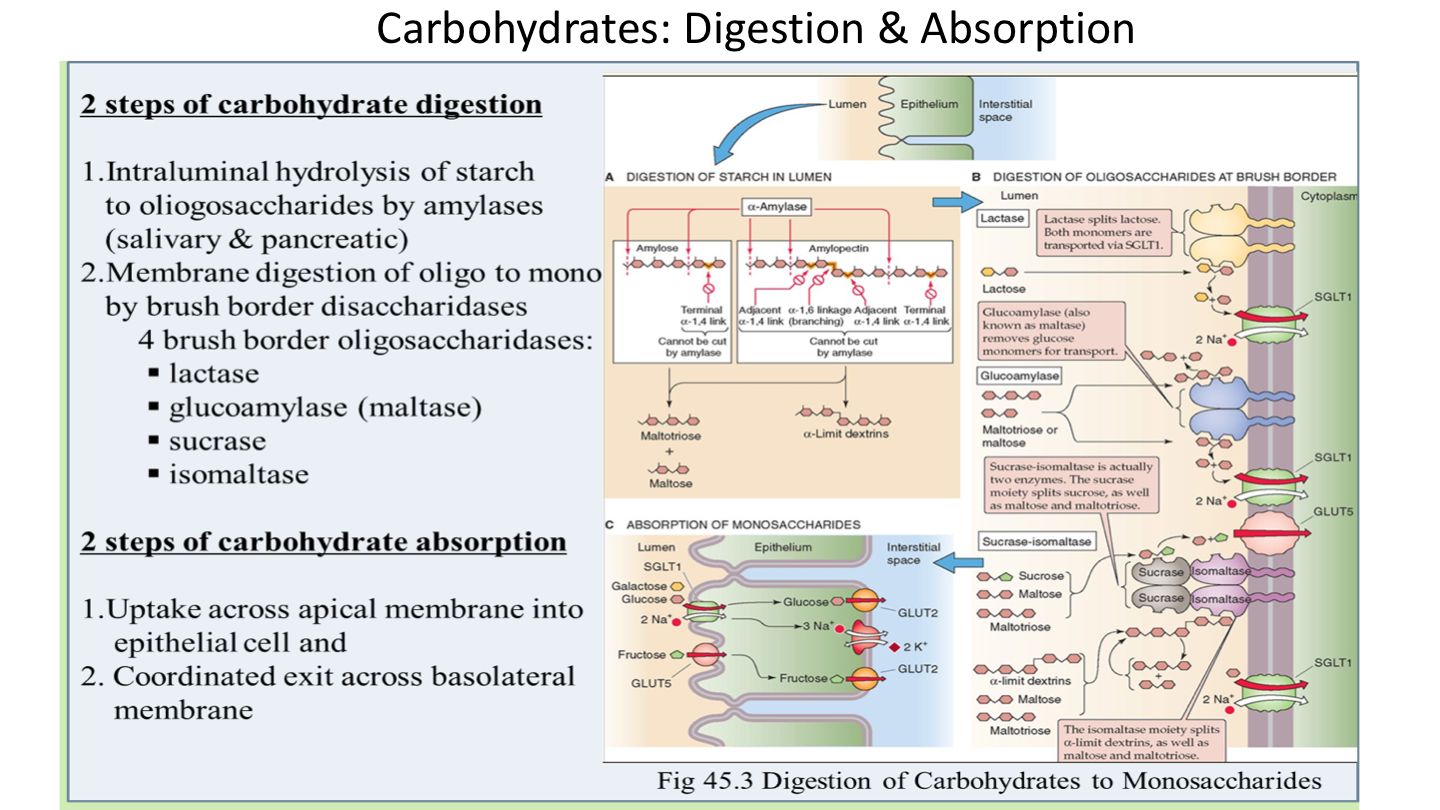 Carbohydrates: Digestion & Absorption
2 steps of carbohydrate digestion
1.Intraluminal hydrolysis of starch
to oliogosaccharides by amylases
(salivary & pancreatic)
2.Membrane digestion of oligo to mono
by brush border disaccharidases
4 brush border oligosaccharidases:
▪ lactase
▪ glucoamylase (maltase)
▪ sucrase
▪ isomaltase
2 steps of carbohydrate absorption
1.Uptake across apical membrane into
epithelial cell and
2. Coordinated exit across basolateral
membrane
Lumen
Epithelium
Interstitial
space
A DIGESTION OF STARCH IN LUMEN
α-Amylase
Amylose
Amylopectin
Terminal
α-1,4 link
Adjacent
α-1,4 link
α-1,6 linkage
(branching)
Adjacent
α-1,4 link
Terminal
α-1,4 link
Cannot be cut
by amylase
Cannot be cut
by amylase
Maltotriose
+
Maltose
α-Limit dextrins
B DIGESTION OF OLIGOSACCHARIDES AT BRUSH BORDER
Lumen
Cytoplasm
Lactase
Lactase splits lactose.
Both monomers are
transported via SGLT1.
Lactose
+
SGLT1
2 Na+
Glucoamylase (also
known as maltase)
removes glucose
monomers for transport.
+
Glucoamylase
Maltotriose or
maltose
+
SGLT1
2 Na+
Sucrase-isomaltase is actually
two enzymes. The sucrase
moiety splits sucrose, as well
as maltose and maltotriose.
GLUT5
+
Sucrase-isomaltase
Sucrose
Maltose
Maltotriose
Sucrase
Isomaltase
Sucrase
Isomaltase
α-limit dextrins
Maltose
Maltotriose
+
SGLT1
2 Na+
The isomaltase moiety splits
α-limit dextrins, as well as
maltose and maltotriose.
C ABSORPTION OF MONOSACCHARIDES
Lumen
Epithelium
Interstitial
space
SGLT1
Galactose
Glucose
2 Na+
Glucose
GLUT2
3 Na+
2 K+
Fructose
GLUT5
Fructose
GLUT2
Fig 45.3 Digestion of Carbohydrates to Monosaccharides